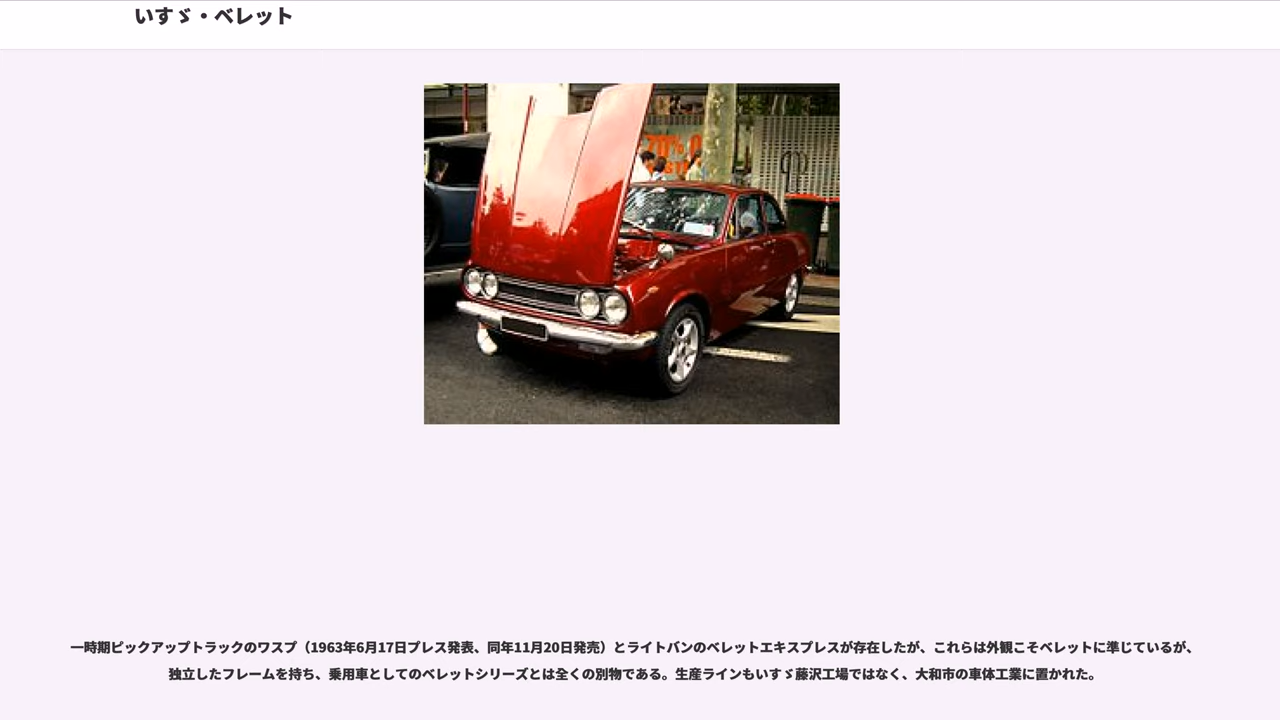 いすゞ・ベレット
70% O
一時期ピックアップトラックのワスプ（1963年6月17日プレス発表、同年11月20日発売）とライトバンのベレットエキスプレスが存在したが、これらは外観こそベレットに準じているが、
独立したフレームを持ち、乗用車としてのベレットシリーズとは全くの別物である。生産ラインもいすゞ藤沢工場ではなく、大和市の車体工業に置かれた。